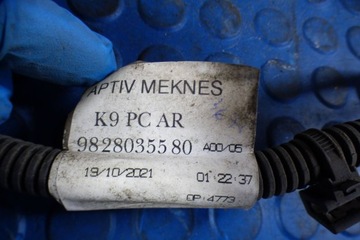 APTIV MEKNES
K9 PC AR
9828035580 A00/05
19/10/2021 01:22:37
OP:4773